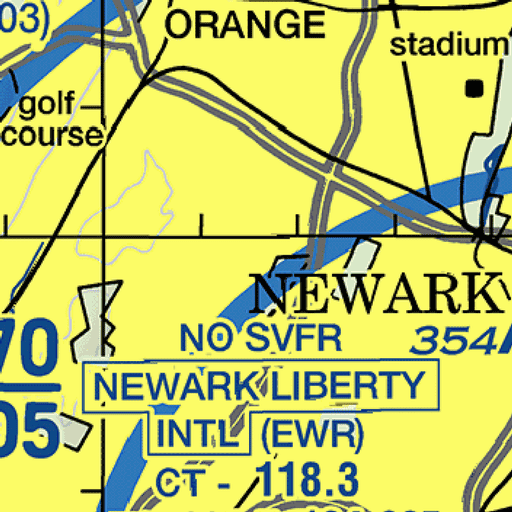 03)
ORANGE
stadium
golf
course
NEWARK
NO SVFR
354
70
05
NEWARK LIBERTY
INTL (EWR)
CT - 118.3